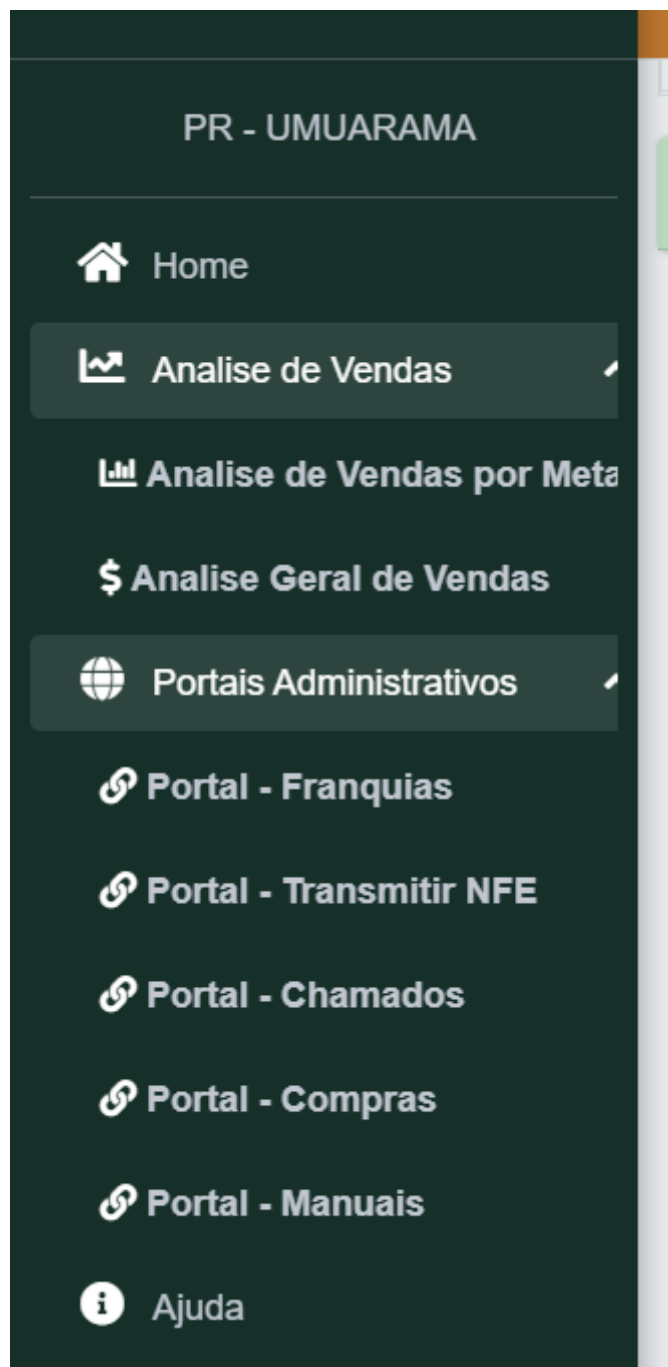 PR - UMUARAMA
Home
Analise de Vendas
Analise de Vendas por Meta
Analise Geral de Vendas
Portais Administrativos
Portal - Franquias
Portal - Transmitir NFE
Portal - Chamados
Portal - Compras
Portal - Manuais
Ajuda